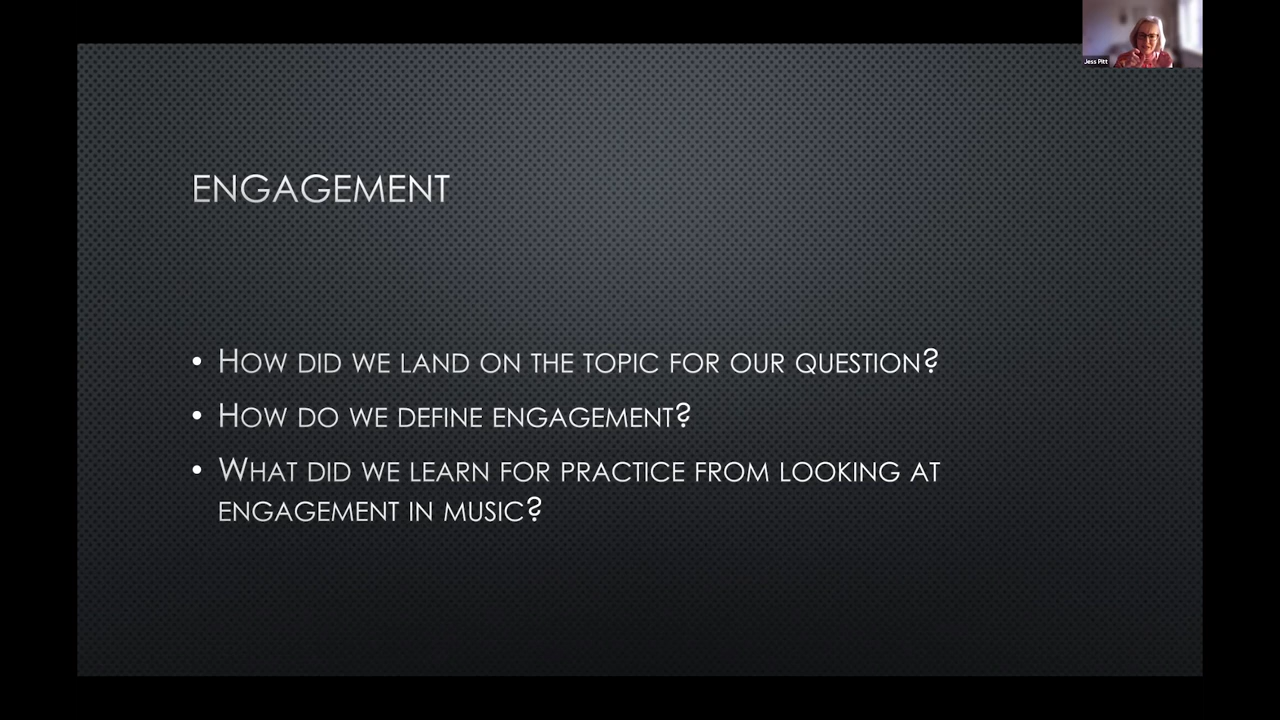 Jess Pitt
ENGAGEMENT
• HOW DID WE LAND ON THE TOPIC FOR OUR QUESTION?
• HOW DO WE DEFINE ENGAGEMENT?
• WHAT DID WE LEARN FOR PRACTICE FROM LOOKING AT
ENGAGEMENT IN MUSIC?